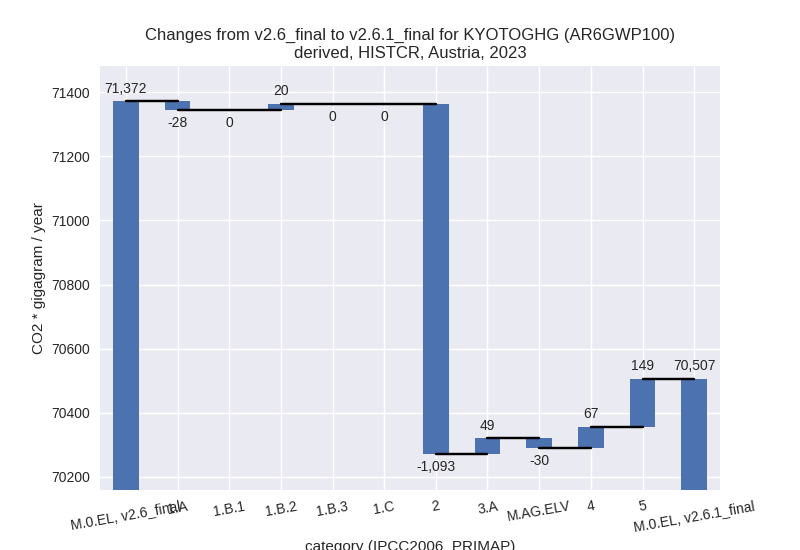 Changes from v2.6_final to v2.6.1_final for KYOTOGHG (AR6GWP100)
derived, HISTCR, Austria, 2023
CO2 * gigagram / year
71400
71200
71000
70800
70600
70400
70200
71,372
-28
0
20
0
0
-1,093
49
-30
67
149
70,507
M.0.EL, v2.6_final
1.A
1.B.1
1.B.2
1.B.3
1.C
2
3.A
M.AG.ELV
4
5
M.0.EL, v2.6.1_final
category (IPCC2006_PRIMAP)